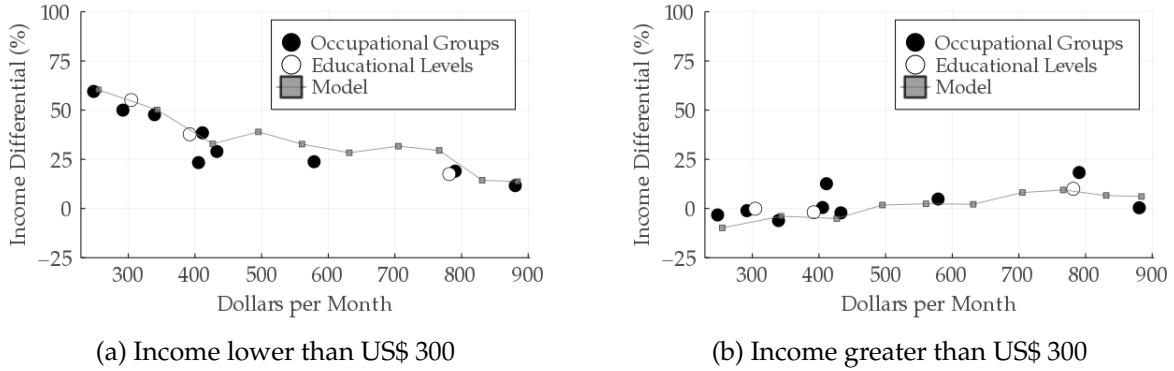 Income Differential (%)
100
75
50
25
0
−25
Occupational Groups
Educational Levels
Model
300 400 500 600 700 800 900
Dollars per Month
(a) Income lower than US$ 300
Income Differential (%)
100
75
50
25
0
−25
Occupational Groups
Educational Levels
Model
300 400 500 600 700 800 900
Dollars per Month
(b) Income greater than US$ 300